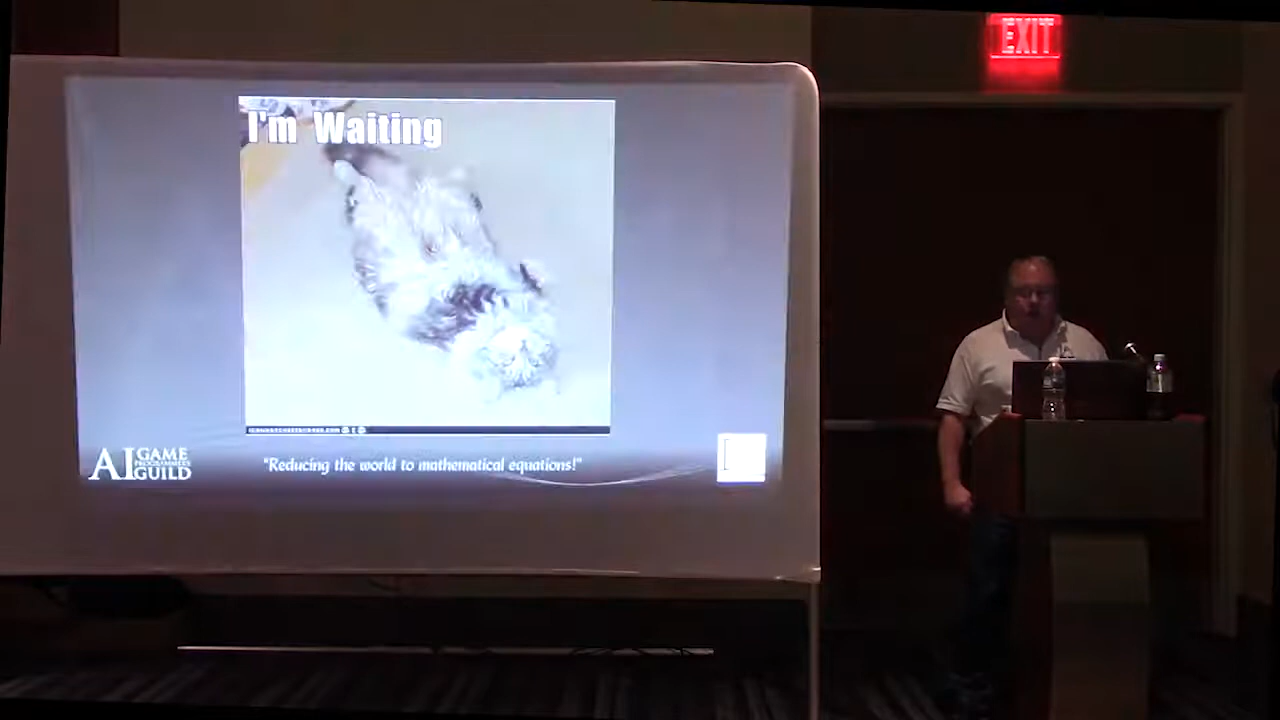 EXIT
I'm Waiting
AI GAME
PROGRAMMERS
GUILD
"Reducing the world to mathematical equations!"